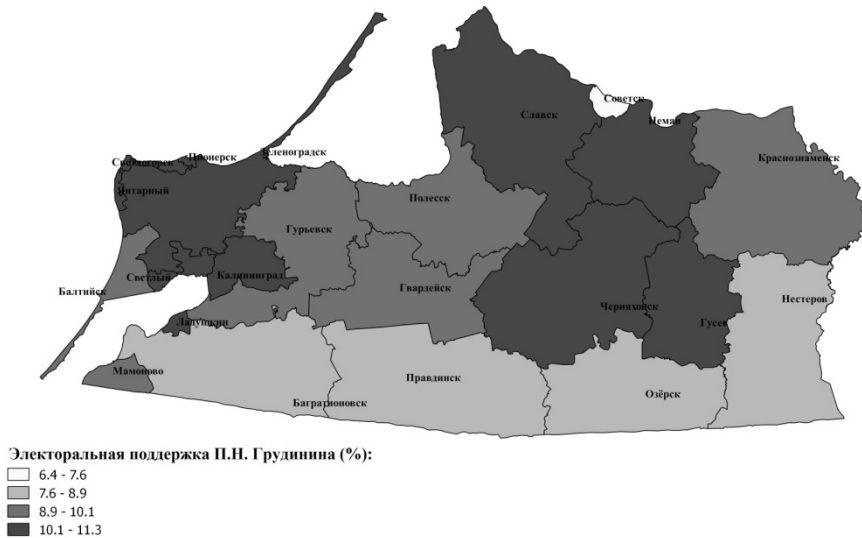 Советск
Славск
Неман
Зеленоградск
Пионерск
Светлогорск
Краснознаменск
Янтарный
Полесск
Гурьевск
Калининград
Светлый
Гвардейск
Балтийск
Нестеров
Черняховск
Гусев
Ладушкин
Мамоново
Правдинск
Озёрск
Багратионовск
Электоральная поддержка П.Н. Грудинина (%):
6.4 - 7.6
7.6 - 8.9
8.9 - 10.1
10.1 - 11.3